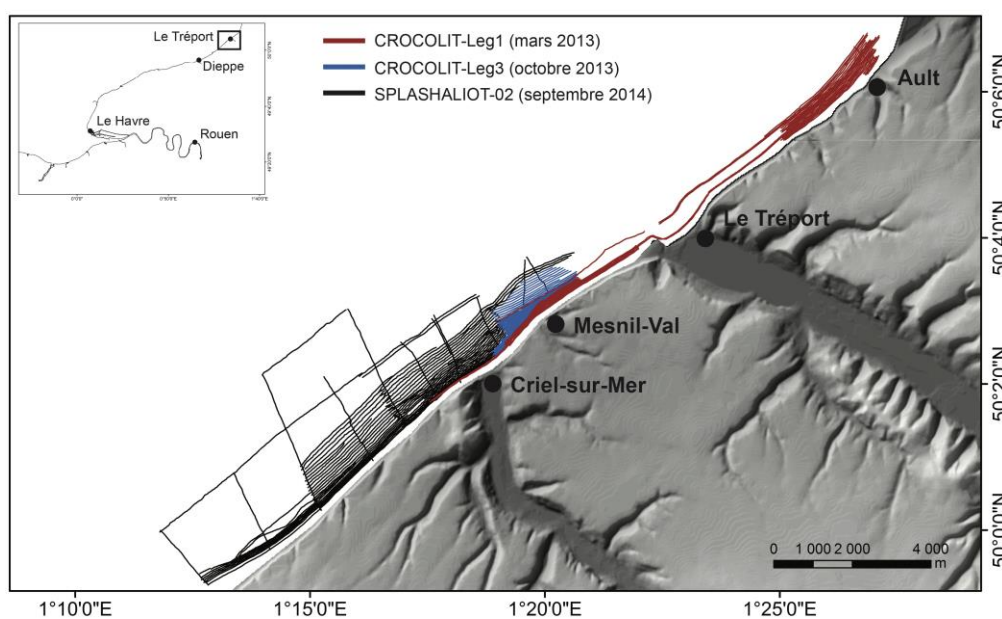 Le Tréport
Dieppe
Le Havre
Rouen
CROCOLIT-Leg1 (mars 2013)
CROCOLIT-Leg3 (octobre 2013)
SPLASHALIOT-02 (septembre 2014)
Ault
Le Tréport
Mesnil-Val
Criel-sur-Mer
50°6'0"N
50°4'0"N
50°2'0"N
50°0'0"N
0 1 000 2 000 4 000
m
1°10'0"E 1°15'0"E 1°20'0"E 1°25'0"E